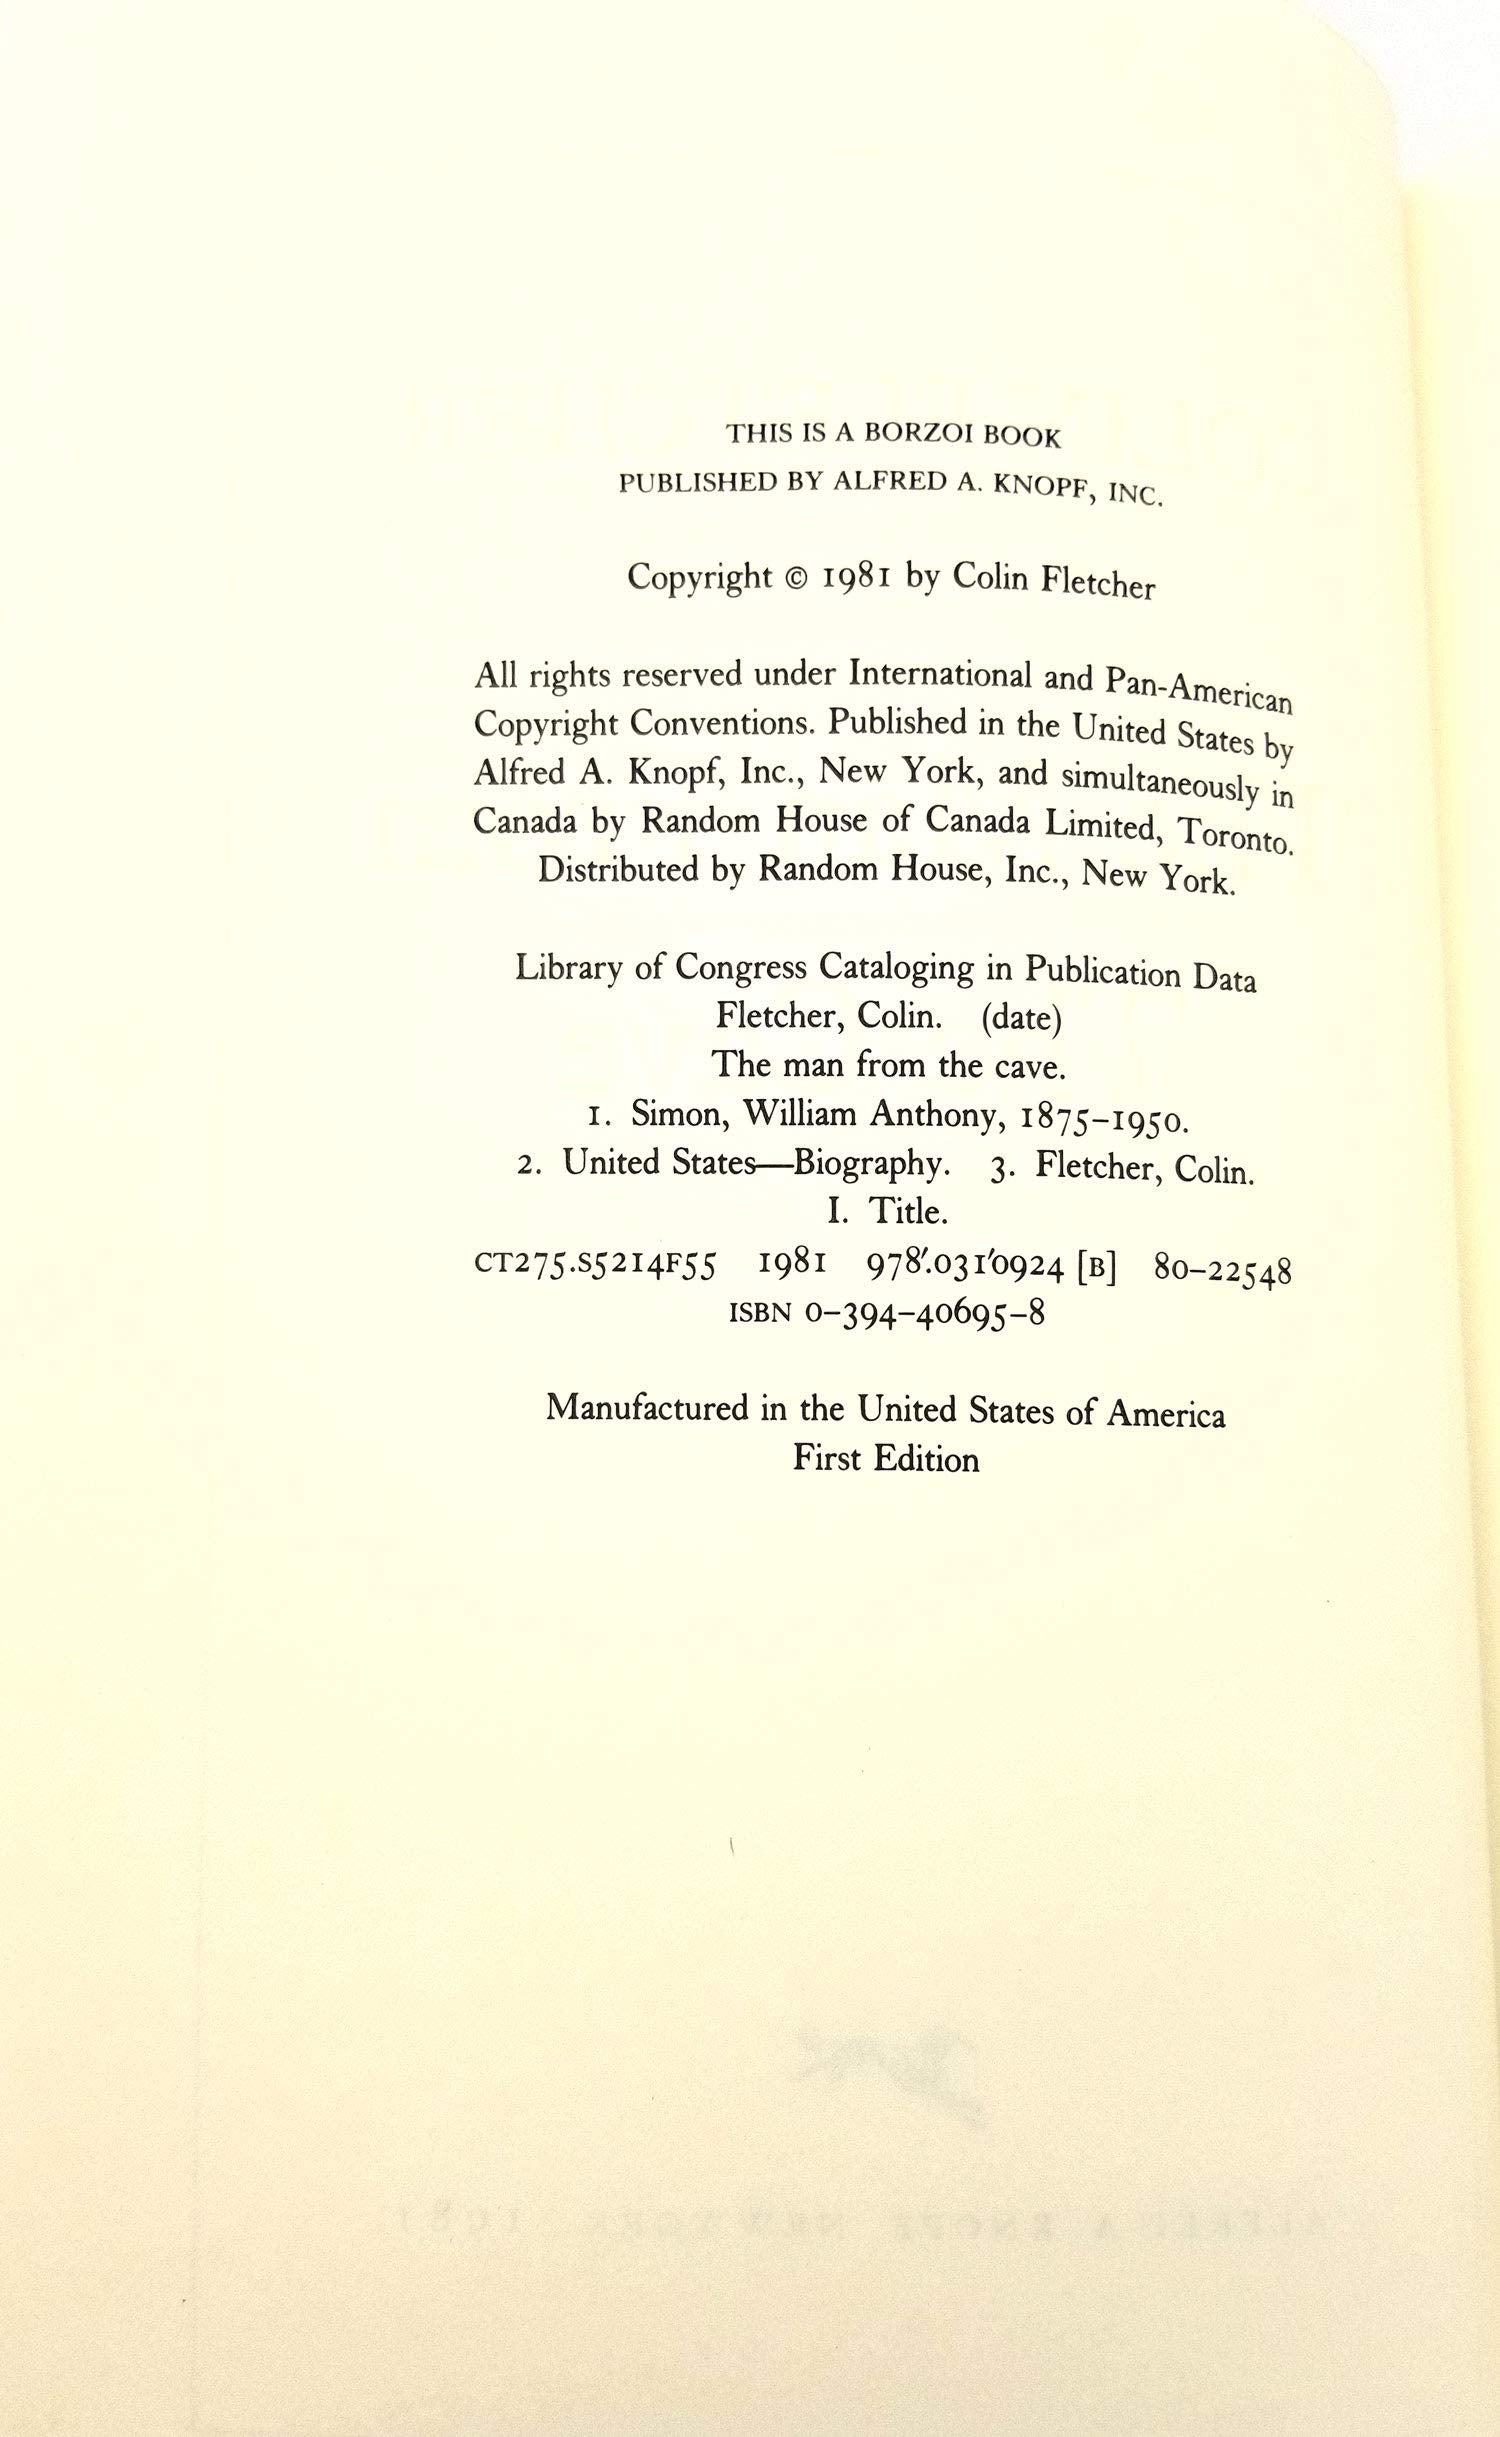 THIS IS A BORZOI BOOK
PUBLISHED BY ALFRED A. KNOPF, INC.
Copyright © 1981 by Colin Fletcher
All rights reserved under International and Pan-American
Copyright Conventions. Published in the United States by
Alfred A. Knopf, Inc., New York, and simultaneously in
Canada by Random House of Canada Limited, Toronto.
Distributed by Random House, Inc., New York.
Library of Congress Cataloging in Publication Data
Fletcher, Colin. (date)
The man from the cave.
1. Simon, William Anthony, 1875–1950.
2. United States—Biography. 3. Fletcher, Colin.
I. Title.
CT275.S5214F55 1981 978'.031'0924 [B] 80–22548
ISBN 0–394–40695–8
Manufactured in the United States of America
First Edition